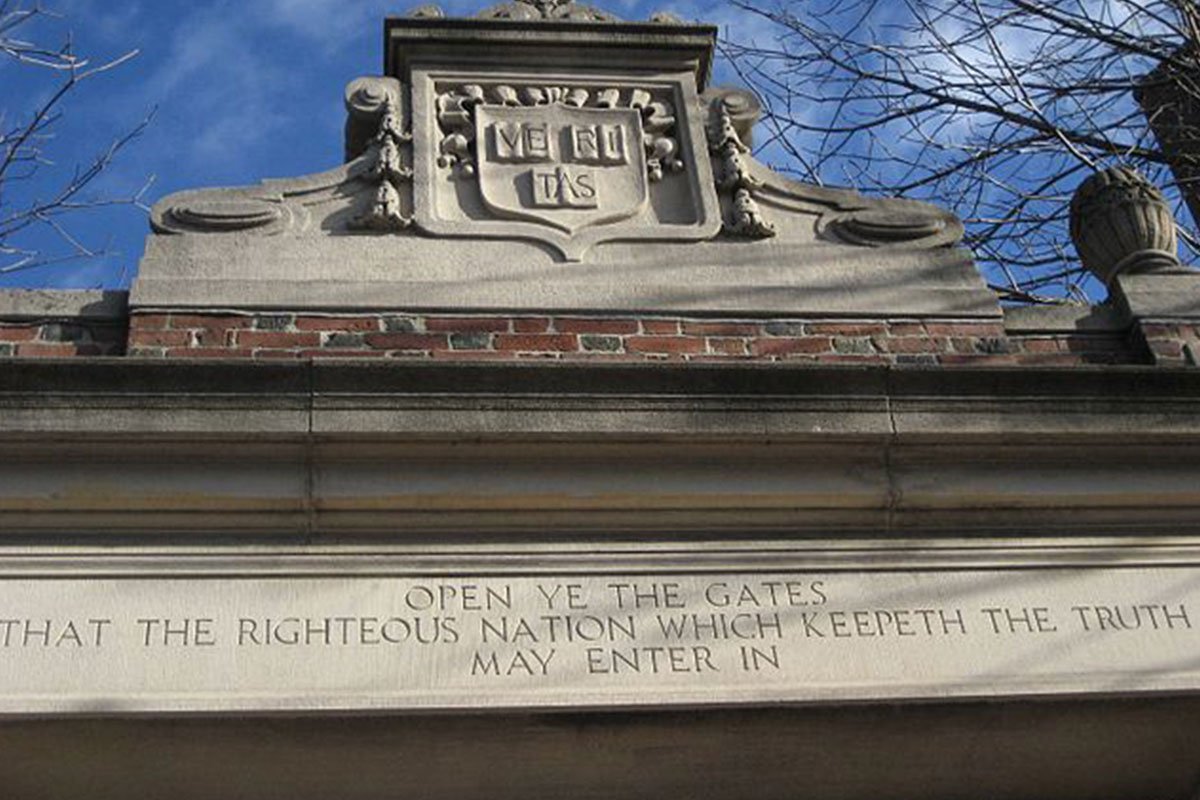 VE RI
TAS
OPEN YE THE GATES
THAT THE RIGHTEOUS NATION WHICH KEEPETH THE TRUTH
MAY ENTER IN